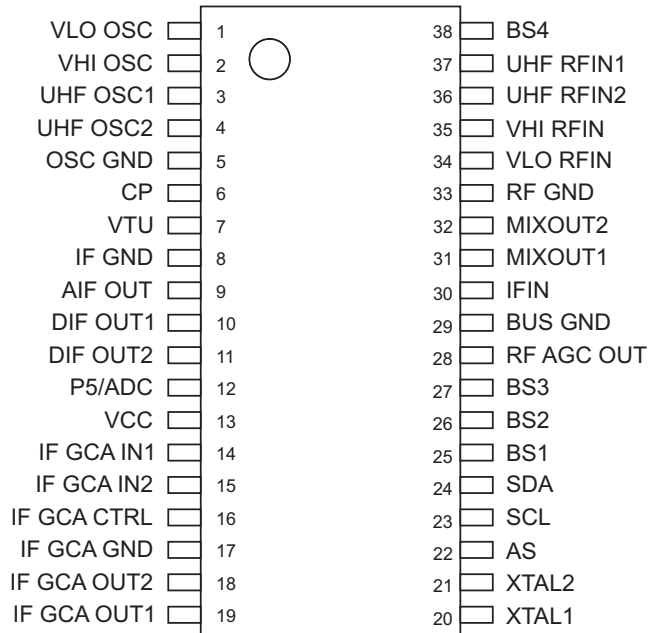 VLO OSC 1 38 BS4
VHI OSC 2 37 UHF RFIN1
UHF OSC1 3 36 UHF RFIN2
UHF OSC2 4 35 VHI RFIN
OSC GND 5 34 VLO RFIN
CP 6 33 RF GND
VTU 7 32 MIXOUT2
IF GND 8 31 MIXOUT1
AIF OUT 9 30 IFIN
DIF OUT1 10 29 BUS GND
DIF OUT2 11 28 RF AGC OUT
P5/ADC 12 27 BS3
VCC 13 26 BS2
IF GCA IN1 14 25 BS1
IF GCA IN2 15 24 SDA
IF GCA CTRL 16 23 SCL
IF GCA GND 17 22 AS
IF GCA OUT2 18 21 XTAL2
IF GCA OUT1 19 20 XTAL1